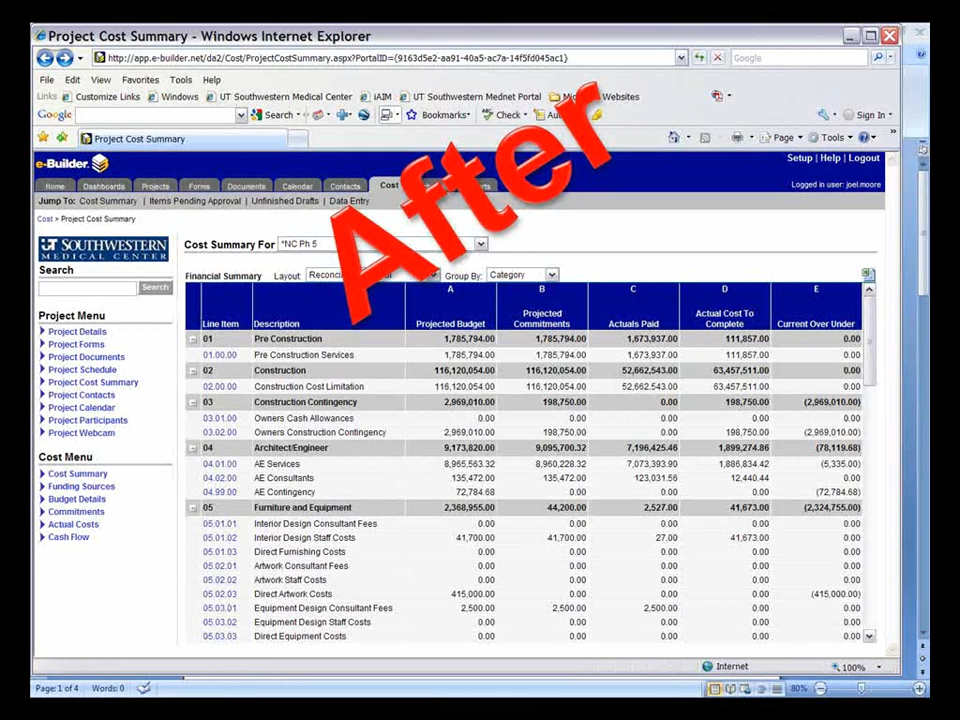 Project Cost Summary - Windows Internet Explorer
http://app.e-builder.net/da2/Cost/ProjectCostSummary.aspx?PortalID={9163d5e2-aa91-40a5-ac7a-14f5fd045ac1}
Google
File Edit View Favorites Tools Help
Links Customize Links Windows UT Southwestern Medical Center iAIM UT Southwestern Mednet Portal Websites
Google Search Bookmarks Check Sign In
Project Cost Summary
Page Tools
After
e-Builder.
Setup | Help | Logout
Home Dashboards Projects Forms Documents Calendar Contacts Cost
Logged in user: joel.moore
Jump To: Cost Summary | Items Pending Approval | Unfinished Drafts | Data Entry
Cost > Project Cost Summary
UT SOUTHWESTERN
MEDICAL CENTER
Cost Summary For *NC Ph 5
Search
Search
Financial Summary Layout: Group By: Category
Project Menu
Project Details
Project Forms
Project Documents
Project Schedule
Project Cost Summary
Project Contacts
Project Calendar
Project Participants
Project Webcam
Cost Menu
Cost Summary
Funding Sources
Budget Details
Commitments
Actual Costs
Cash Flow
A B C D E
Line Item Description Projected Budget Projected Commitments Actuals Paid Actual Cost To Complete Current Over Under
01 Pre Construction 1,785,794.00 1,785,794.00 1,673,937.00 111,857.00 0.00
01.00.00 Pre Construction Services 1,785,794.00 1,785,794.00 1,673,937.00 111,857.00 0.00
02 Construction 116,120,054.00 116,120,054.00 52,662,543.00 63,457,511.00 0.00
02.00.00 Construction Cost Limitation 116,120,054.00 116,120,054.00 52,662,543.00 63,457,511.00 0.00
03 Construction Contingency 2,969,010.00 198,750.00 0.00 198,750.00 (2,969,010.00)
03.01.00 Owners Cash Allowances 0.00 0.00 0.00 0.00 0.00
03.02.00 Owners Construction Contingency 2,969,010.00 198,750.00 0.00 198,750.00 (2,969,010.00)
04 Architect/Engineer 9,173,820.00 9,095,700.32 7,196,425.46 1,899,274.86 (78,119.68)
04.01.00 AE Services 8,965,563.32 8,960,228.32 7,073,393.90 1,886,834.42 (5,335.00)
04.02.00 AE Consultants 135,472.00 135,472.00 123,031.56 12,440.44 0.00
04.99.00 AE Contingency 72,784.68 0.00 0.00 0.00 (72,784.68)
05 Furniture and Equipment 2,368,955.00 44,200.00 2,527.00 41,673.00 (2,324,755.00)
05.01.01 Interior Design Consultant Fees 0.00 0.00 0.00 0.00 0.00
05.01.02 Interior Design Staff Costs 41,700.00 41,700.00 27.00 41,673.00 0.00
05.01.03 Direct Furnishing Costs 0.00 0.00 0.00 0.00 0.00
05.02.01 Artwork Consultant Fees 0.00 0.00 0.00 0.00 0.00
05.02.02 Artwork Staff Costs 0.00 0.00 0.00 0.00 0.00
05.02.03 Direct Artwork Costs 415,000.00 0.00 0.00 0.00 (415,000.00)
05.03.01 Equipment Design Consultant Fees 2,500.00 2,500.00 2,500.00 0.00 0.00
05.03.02 Equipment Design Staff Costs 0.00 0.00 0.00 0.00 0.00
05.03.03 Direct Equipment Costs 0.00 0.00 0.00 0.00 0.00
Internet 100%
Page: 1 of 4 Words: 0 80%